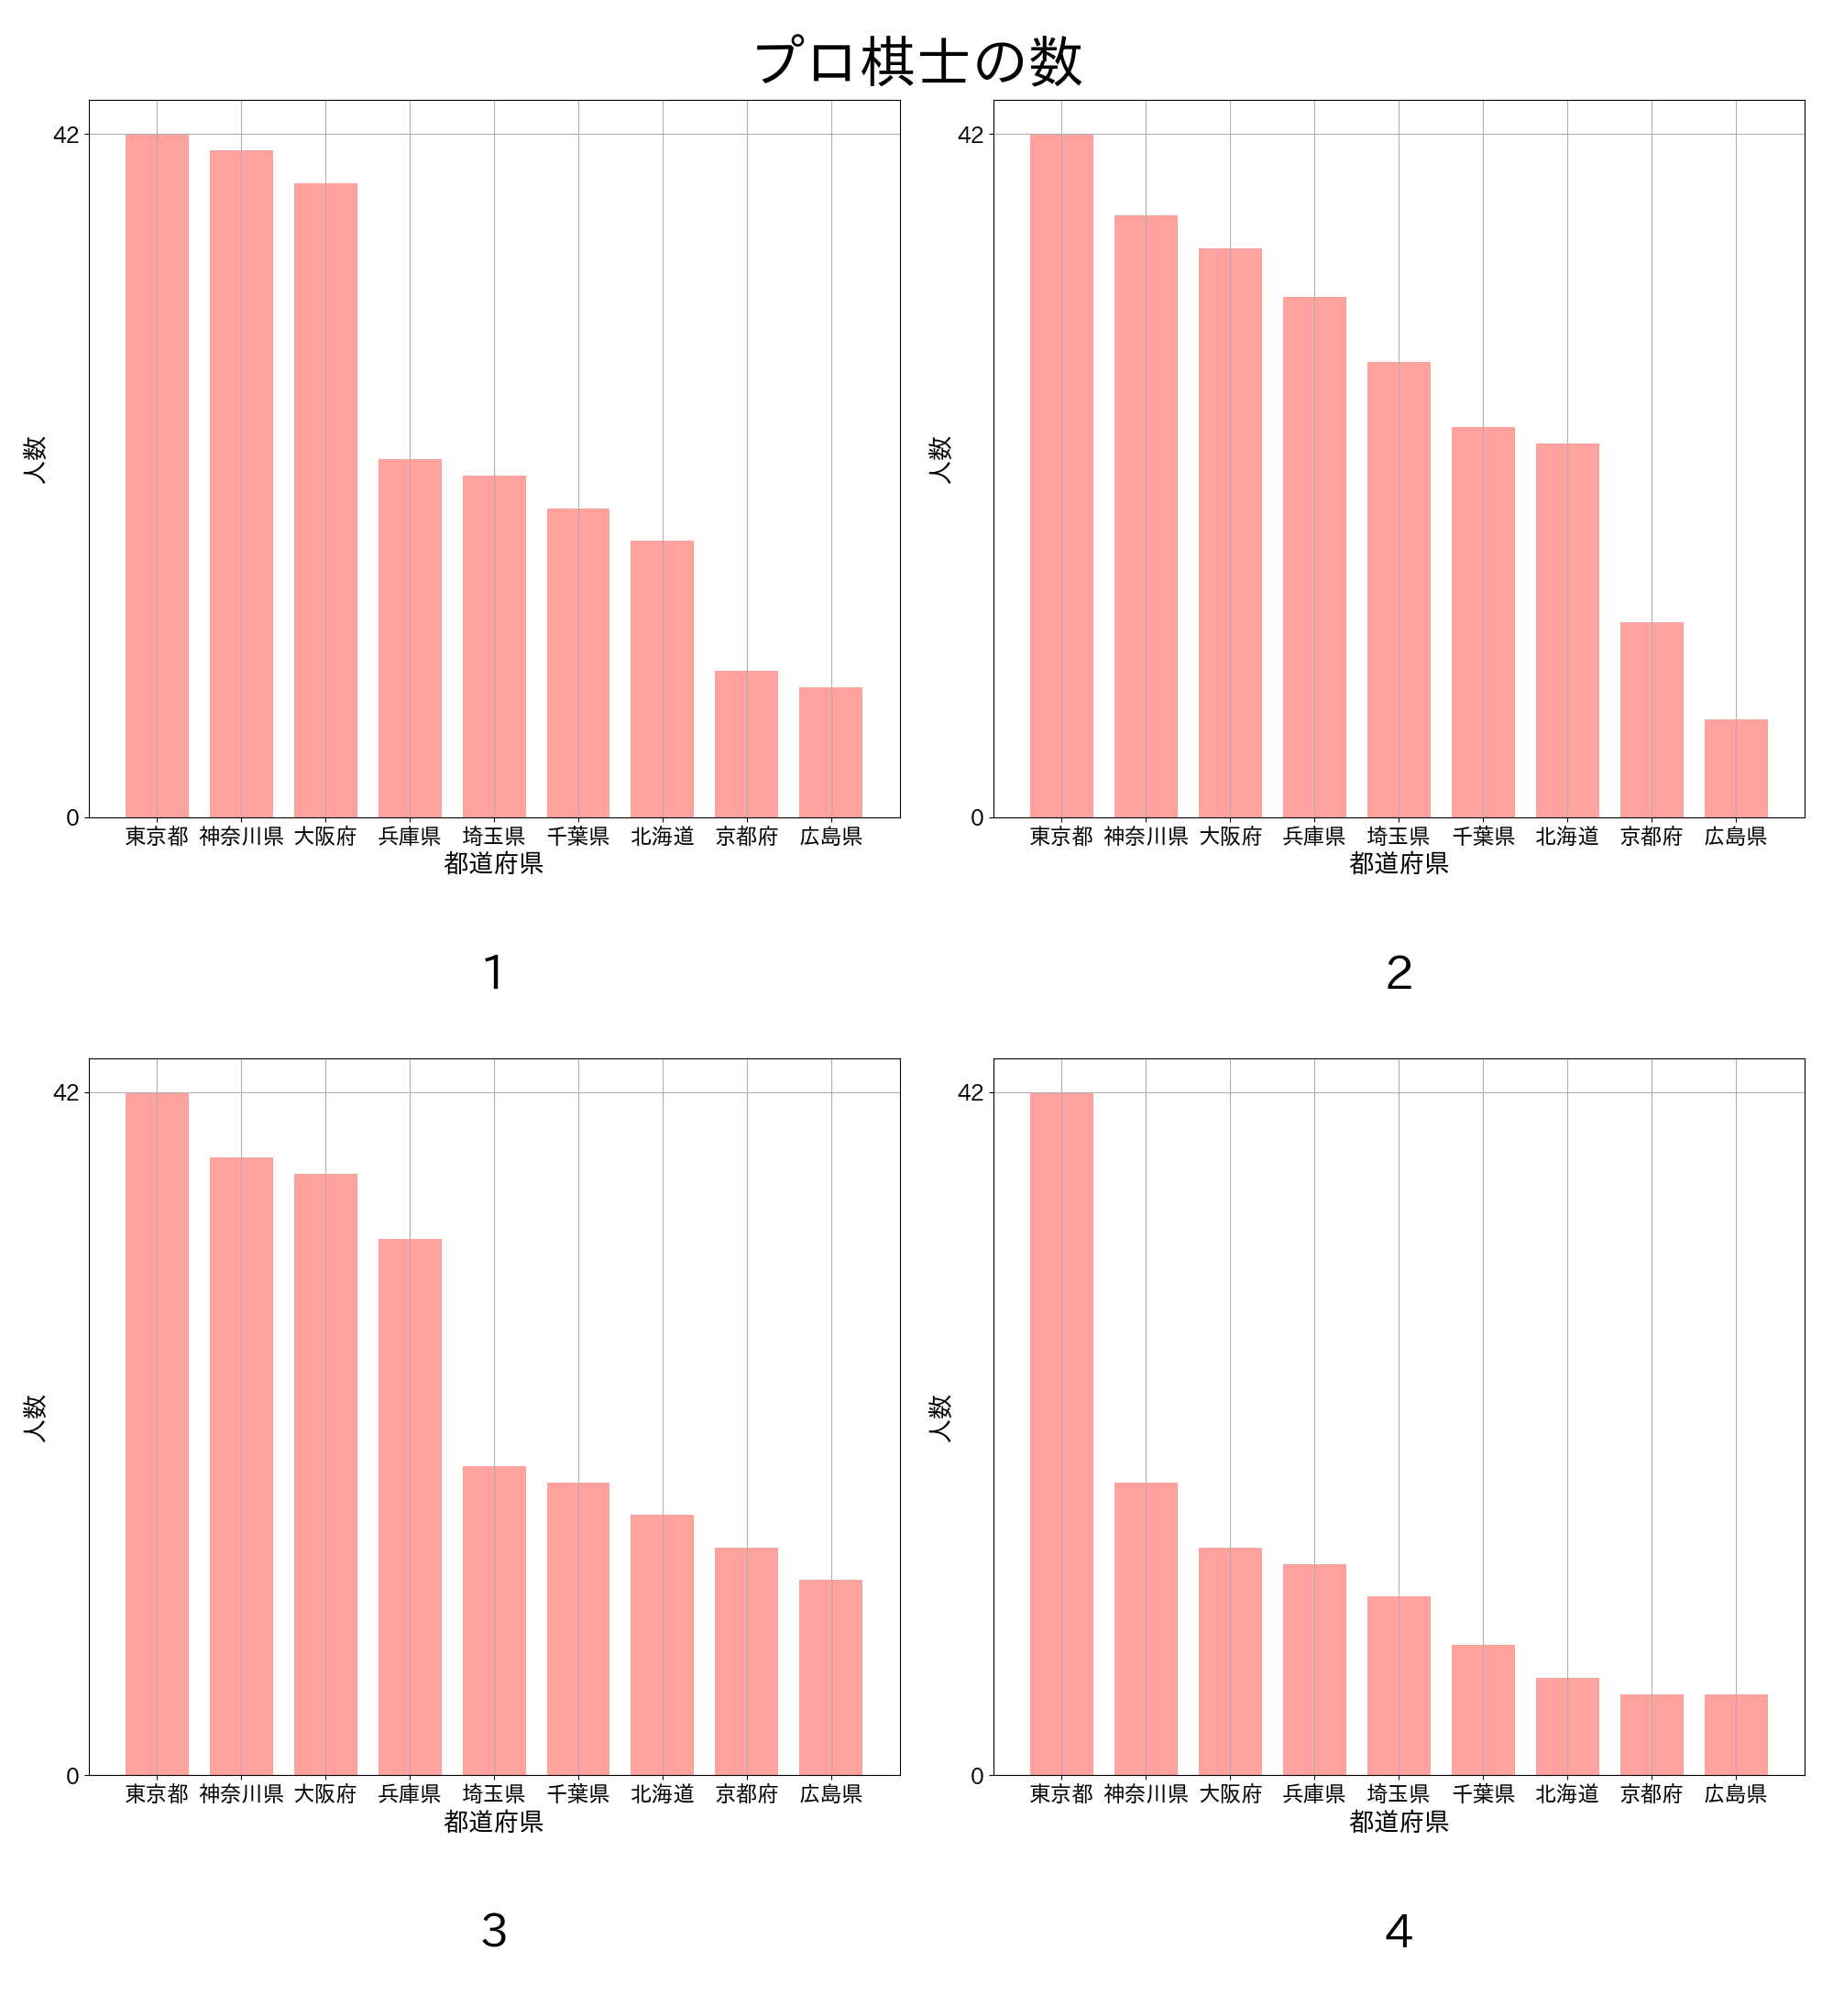 プロ棋士の数
42
人数
0
東京都 神奈川県 大阪府 兵庫県 埼玉県 千葉県 北海道 京都府 広島県
都道府県
1
42
人数
0
東京都 神奈川県 大阪府 兵庫県 埼玉県 千葉県 北海道 京都府 広島県
都道府県
2
42
人数
0
東京都 神奈川県 大阪府 兵庫県 埼玉県 千葉県 北海道 京都府 広島県
都道府県
3
42
人数
0
東京都 神奈川県 大阪府 兵庫県 埼玉県 千葉県 北海道 京都府 広島県
都道府県
4